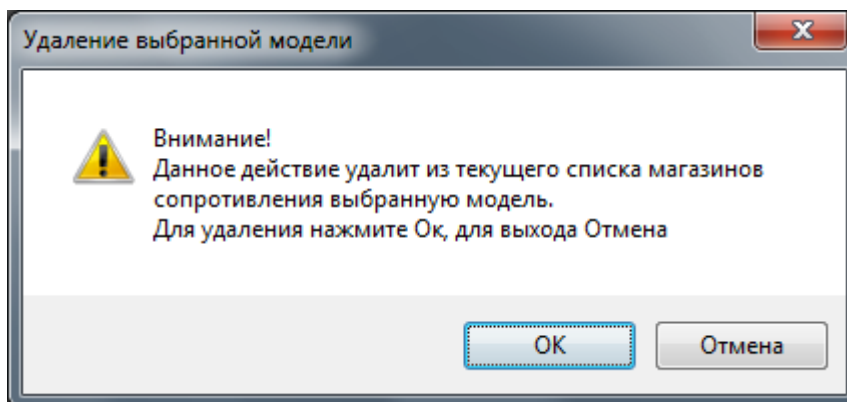 Удаление выбранной модели
Внимание!
Данное действие удалит из текущего списка магазинов
сопротивления выбранную модель.
Для удаления нажмите Ок, для выхода Отмена
ОК
Отмена